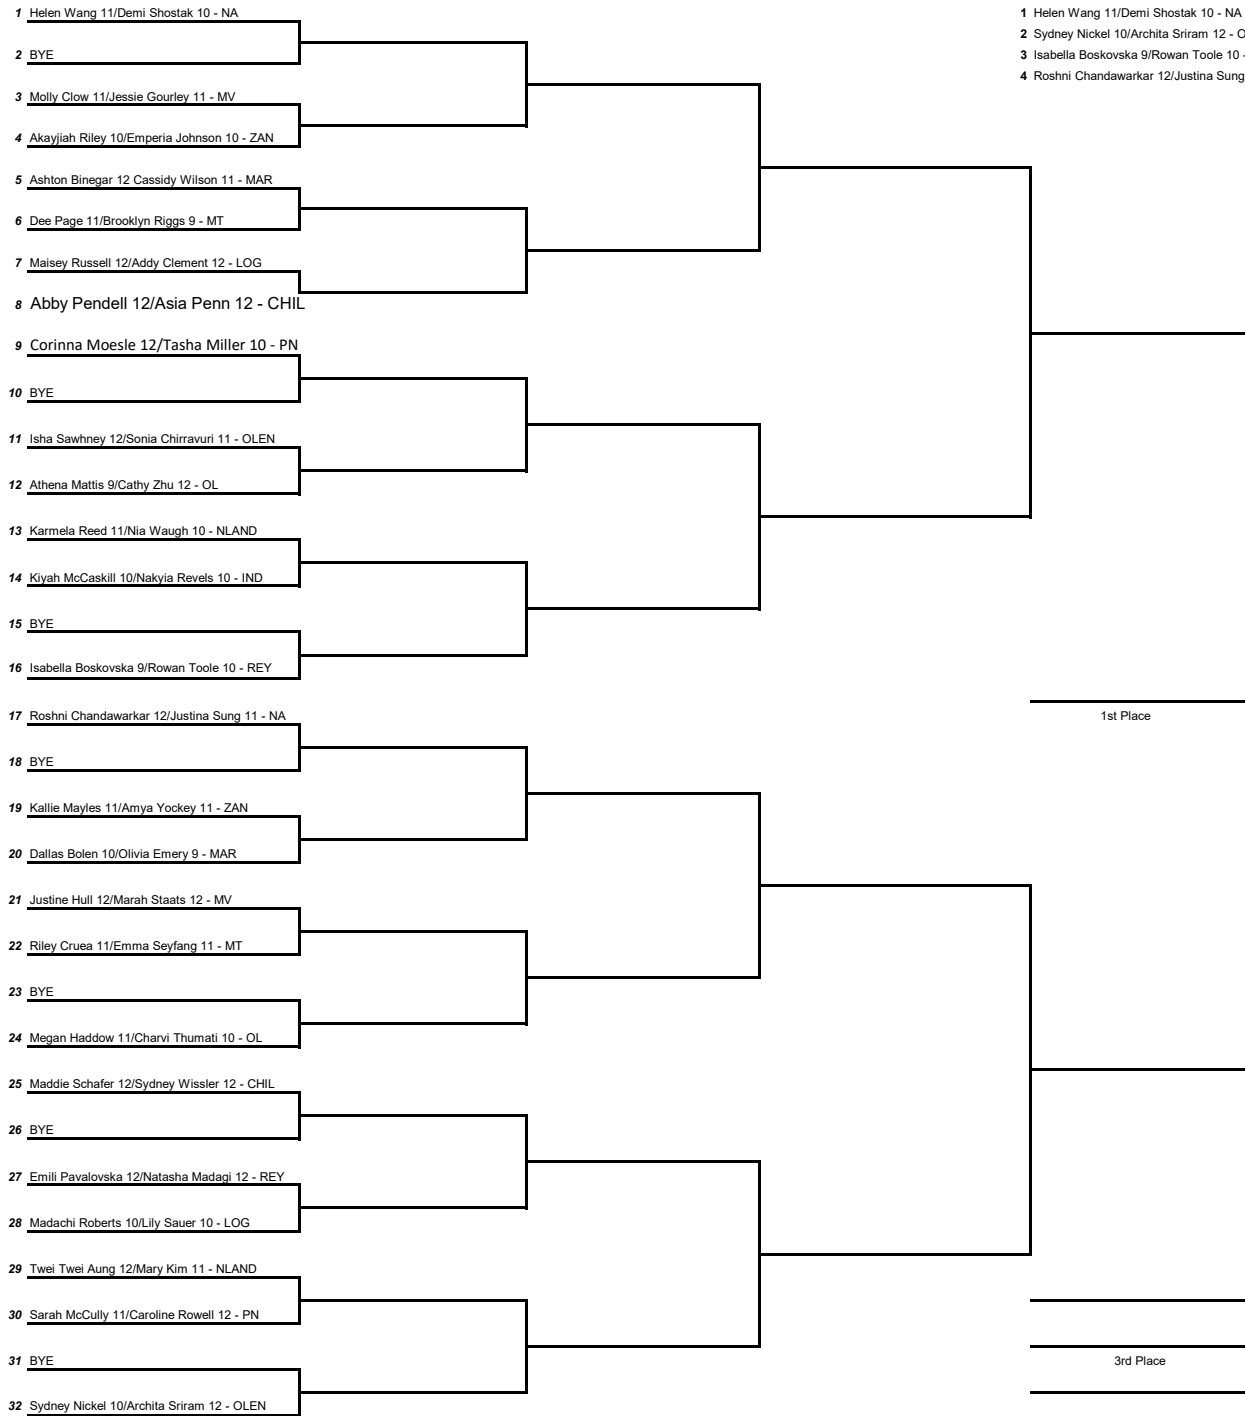 1 Helen Wang 11/Demi Shostak 10 - NA
2 BYE
3 Molly Clow 11/Jessie Gourley 11 - MV
4 Akayjiah Riley 10/Emperia Johnson 10 - ZAN
5 Ashton Binegar 12 Cassidy Wilson 11 - MAR
6 Dee Page 11/Brooklyn Riggs 9 - MT
7 Maisey Russell 12/Addy Clement 12 - LOG
8 Abby Pendell 12/Asia Penn 12 - CHIL
9 Corinna Moesle 12/Tasha Miller 10 - PN
10 BYE
11 Isha Sawhney 12/Sonia Chirravuri 11 - OLEN
12 Athena Mattis 9/Cathy Zhu 12 - OL
13 Karmela Reed 11/Nia Waugh 10 - NLAND
14 Kiyah McCaskill 10/Nakyia Revels 10 - IND
15 BYE
16 Isabella Boskovska 9/Rowan Toole 10 - REY
17 Roshni Chandawarkar 12/Justina Sung 11 - NA
18 BYE
19 Kallie Mayles 11/Amya Yockey 11 - ZAN
20 Dallas Bolen 10/Olivia Emery 9 - MAR
21 Justine Hull 12/Marah Staats 12 - MV
22 Riley Cruea 11/Emma Seyfang 11 - MT
23 BYE
24 Megan Haddow 11/Charvi Thumati 10 - OL
25 Maddie Schafer 12/Sydney Wissler 12 - CHIL
26 BYE
27 Emili Pavalovska 12/Natasha Madagi 12 - REY
28 Madachi Roberts 10/Lily Sauer 10 - LOG
29 Twei Twei Aung 12/Mary Kim 11 - NLAND
30 Sarah McCully 11/Caroline Rowell 12 - PN
31 BYE
32 Sydney Nickel 10/Archita Sriram 12 - OLEN
1 Helen Wang 11/Demi Shostak 10 - NA
2 Sydney Nickel 10/Archita Sriram 12 - O
3 Isabella Boskovska 9/Rowan Toole 10 -
4 Roshni Chandawarkar 12/Justina Sung
1st Place
3rd Place